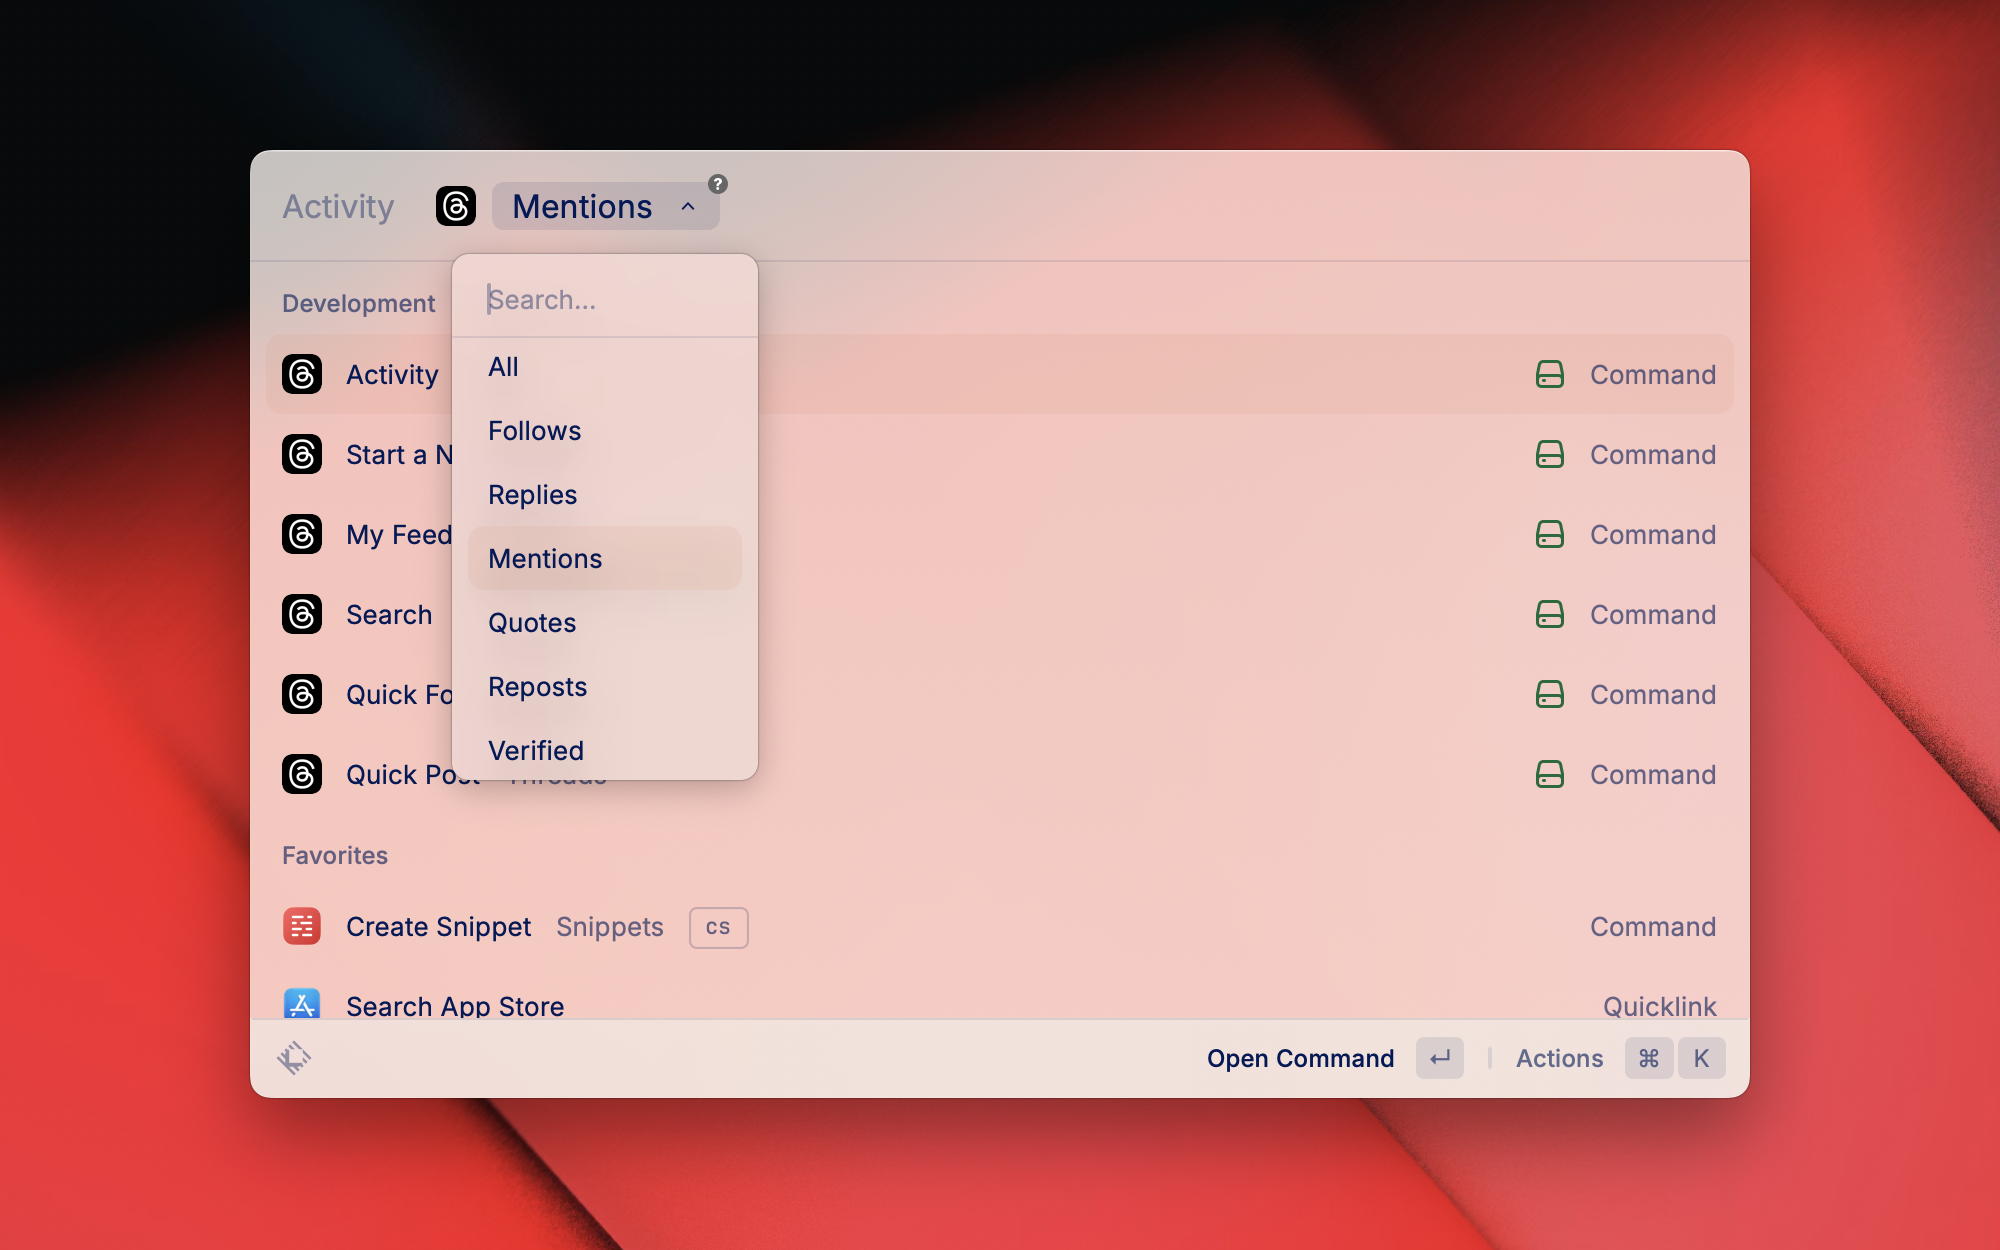 Activity Mentions ?
Search...
Development
All
Activity Command
Follows
Start a N Command
Replies
My Feed Command
Mentions
Search Command
Quotes
Quick Fo Command
Reposts
Verified
Quick Post Threads Command
Favorites
Create Snippet Snippets cs Command
Search App Store Quicklink
Open Command ↵ Actions ⌘ K